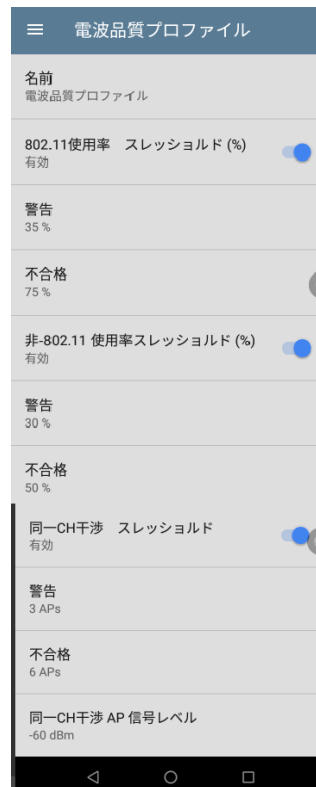 電波品質プロファイル
名前
電波品質プロファイル
802.11使用率　スレッショルド (%)
有効
警告
35 %
不合格
75 %
非-802.11 使用率スレッショルド (%)
有効
警告
30 %
不合格
50 %
同一CH干渉　スレッショルド
有効
警告
3 APs
不合格
6 APs
同一CH干渉 AP 信号レベル
-60 dBm